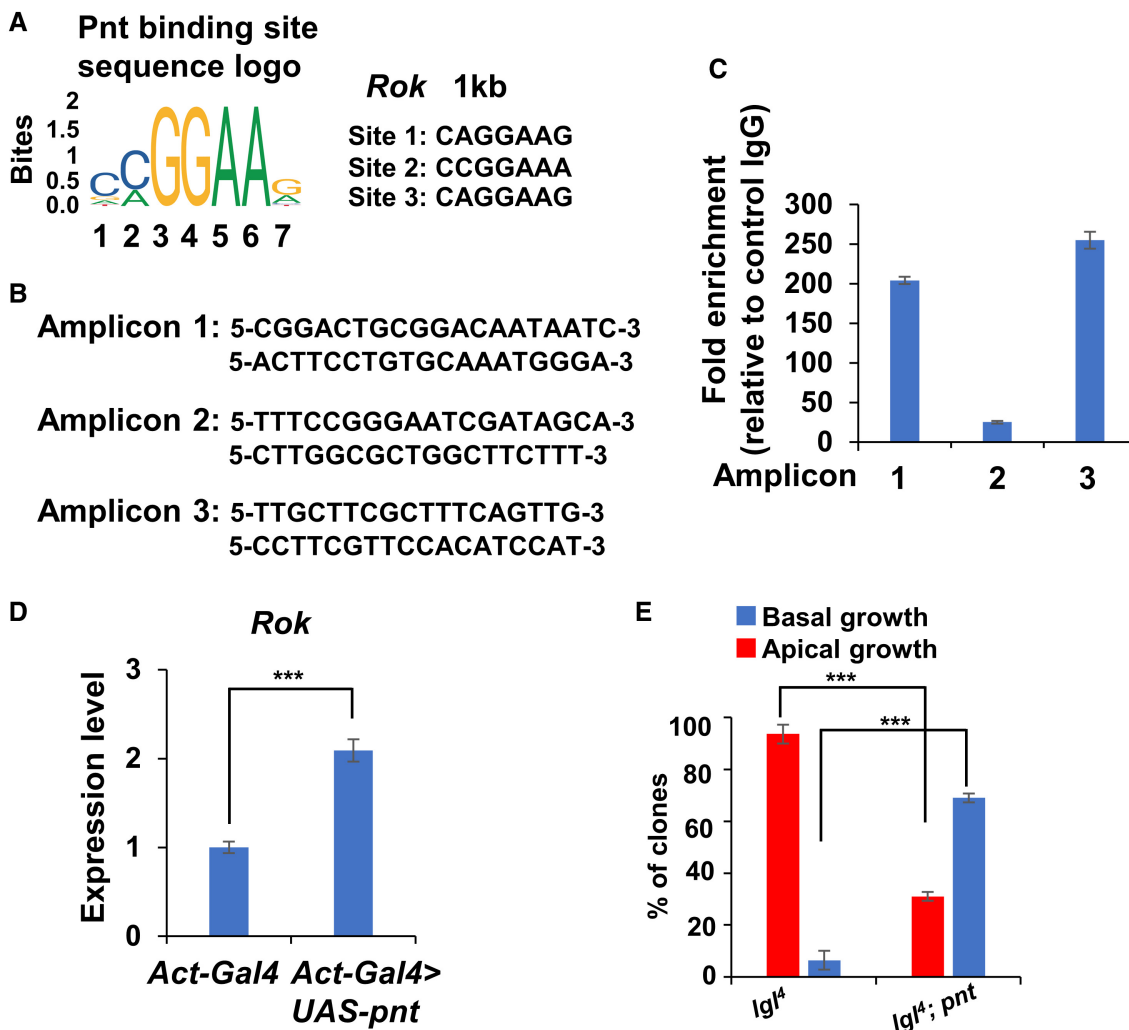 A
Pnt binding site
sequence logo
Bites
2
1.5
1
0.5
0.0
C C G G A A G
A A
1 2 3 4 5 6 7
Rok 1kb
Site 1: CAGGAAG
Site 2: CCGGAAA
Site 3: CAGGAAG
B
Amplicon 1: 5-CGGACTGCGGACAATAATC-3
5-ACTTCCTGTGCAAATGGGA-3
Amplicon 2: 5-TTTCCGGGAATCGATAGCA-3
5-CTTGGCGCTGGCTTCTTT-3
Amplicon 3: 5-TTGCTTCGCTTTCAGTTG-3
5-CCTTCGTTCCACATCCAT-3
C
Fold enrichment
(relative to control IgG)
300
250
200
150
100
50
0
Amplicon 1 2 3
D
Rok
Expression level
3
2
1
0
***
Act-Gal4
Act-Gal4>
UAS-pnt
E
Basal growth
Apical growth
% of clones
100
80
60
40
20
0
***
***
lgl4
lgl4; pnt